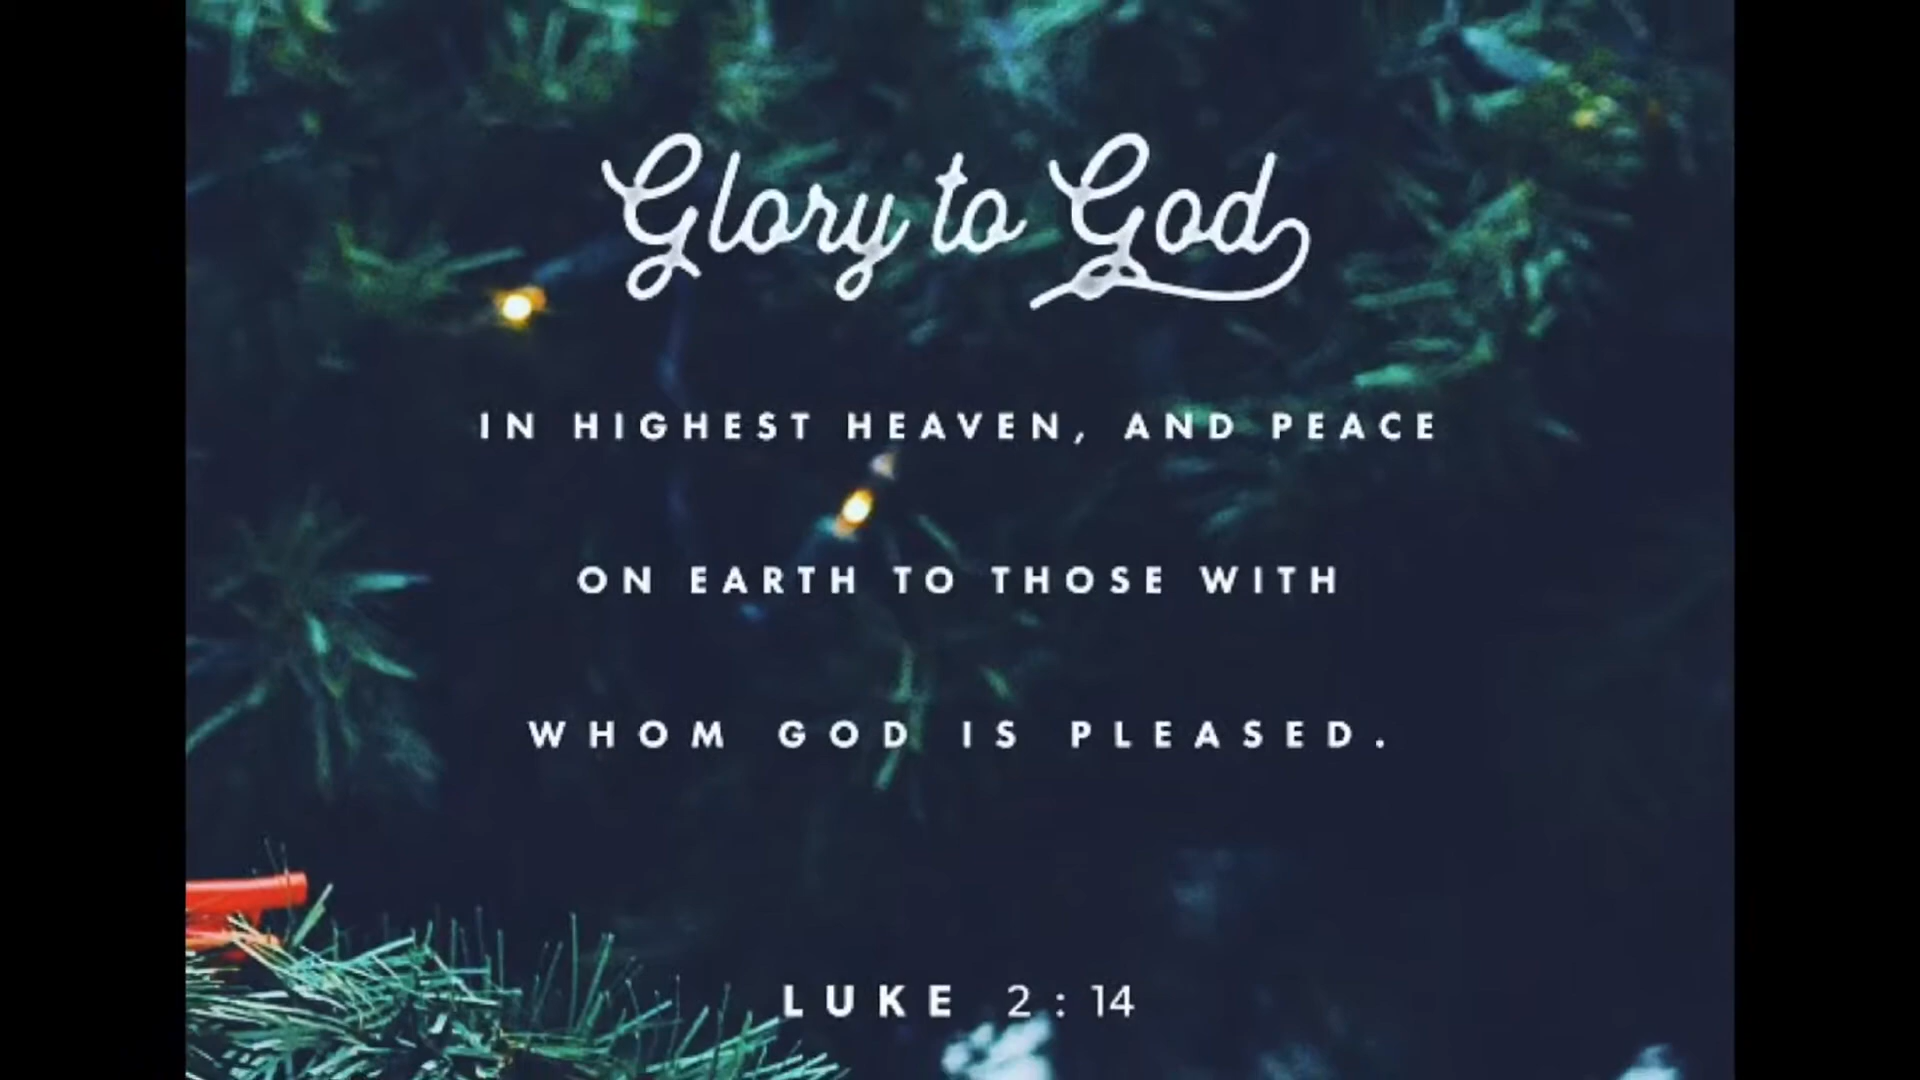 Glory to God
IN HIGHEST HEAVEN, AND PEACE
ON EARTH TO THOSE WITH
WHOM GOD IS PLEASED.
LUKE 2:14